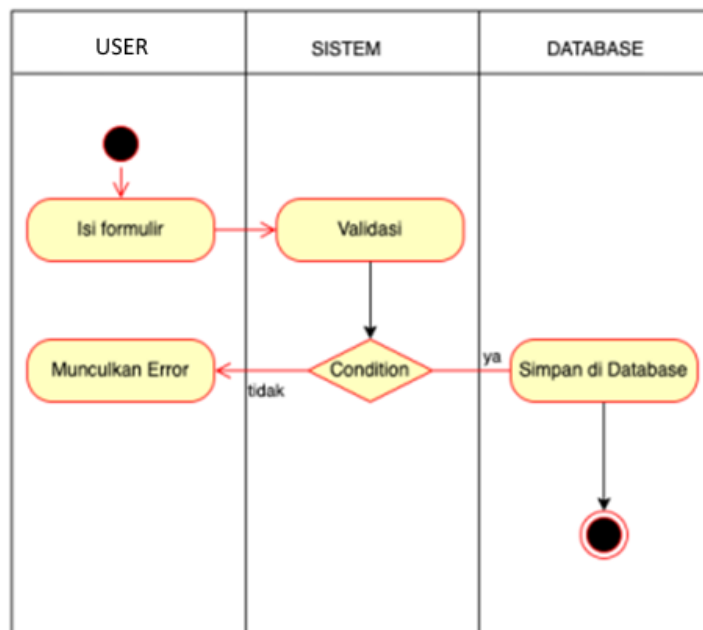 USER
SISTEM
DATABASE
Isi formulir
Validasi
Munculkan Error
tidak
Condition
ya
Simpan di Database